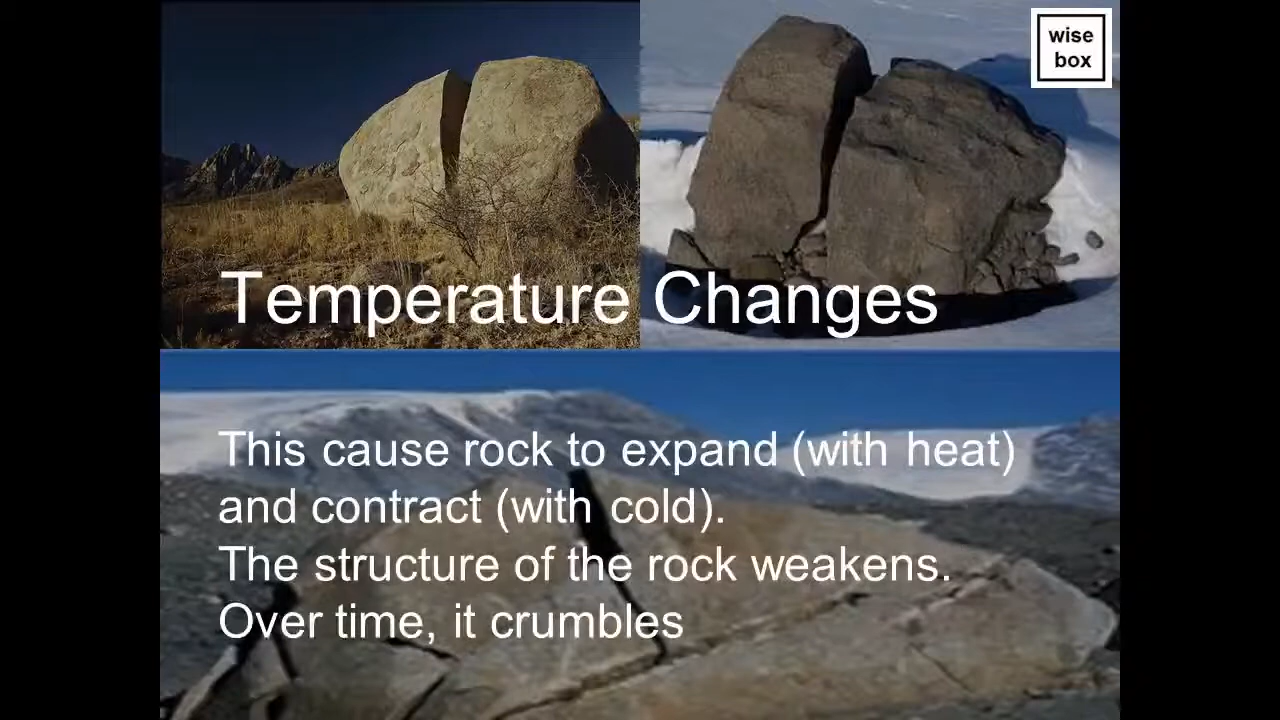 wise
box
Temperature Changes
This cause rock to expand (with heat)
and contract (with cold).
The structure of the rock weakens.
Over time, it crumbles